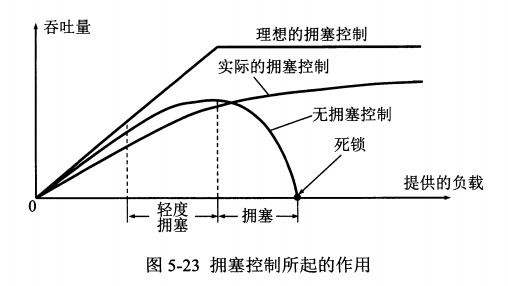 吞吐量
理想的拥塞控制
实际的拥塞控制
无拥塞控制
死锁
提供的负载
0
轻度
拥塞
拥塞
图 5-23 拥塞控制所起的作用